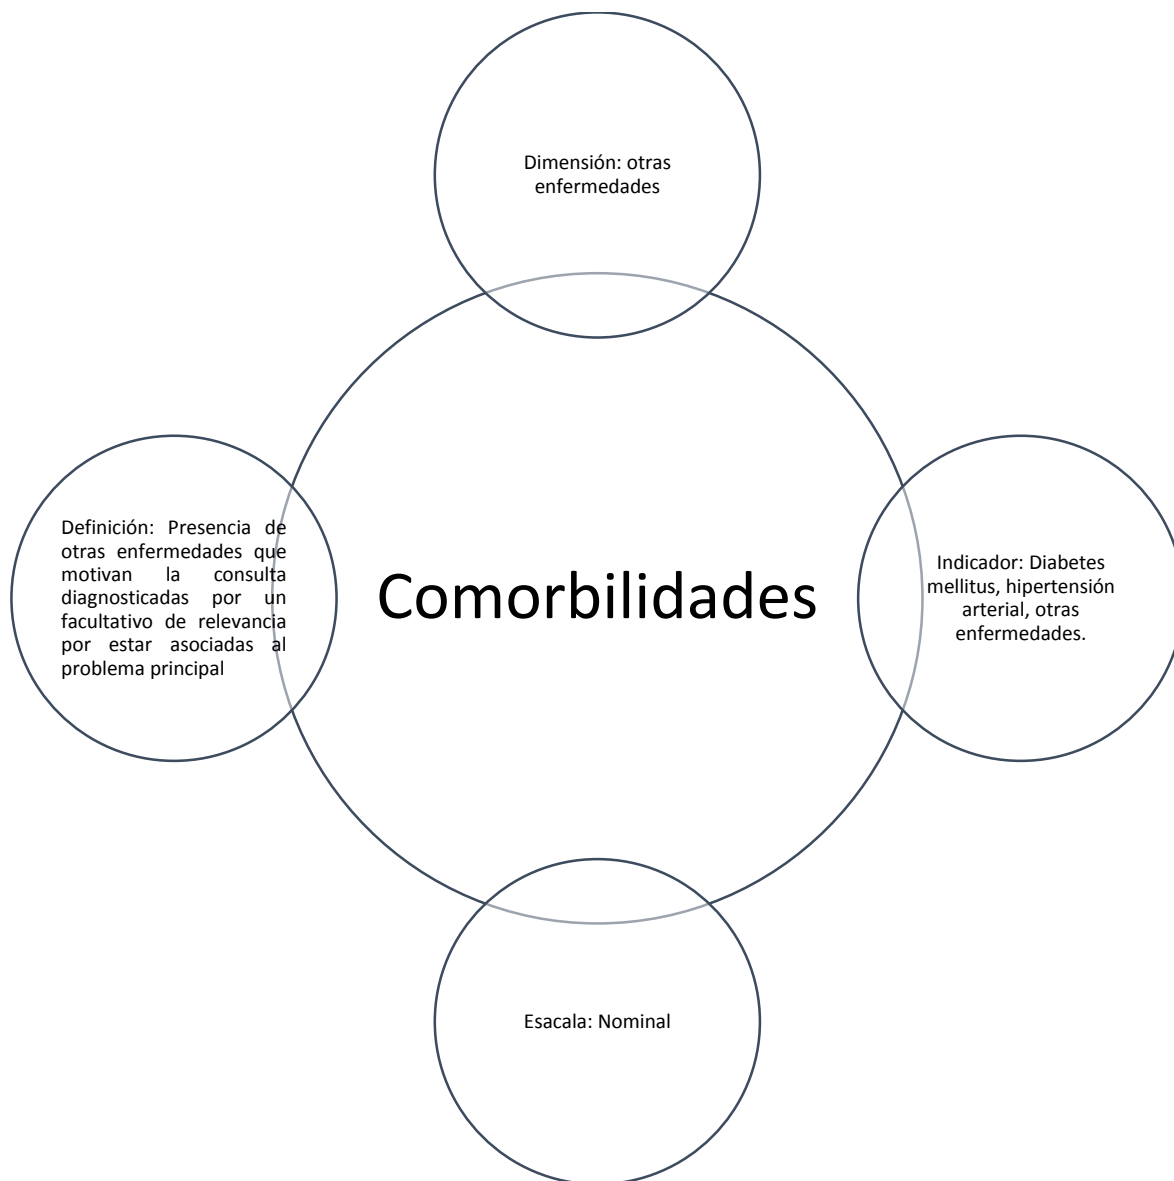 Dimensión: otras
enfermedades
Definición: Presencia de
otras enfermedades que
motivan la consulta
diagnosticadas por un
facultativo de relevancia
por estar asociadas al
problema principal
Comorbilidades
Indicador: Diabetes
mellitus, hipertensión
arterial, otras
enfermedades.
Esacala: Nominal